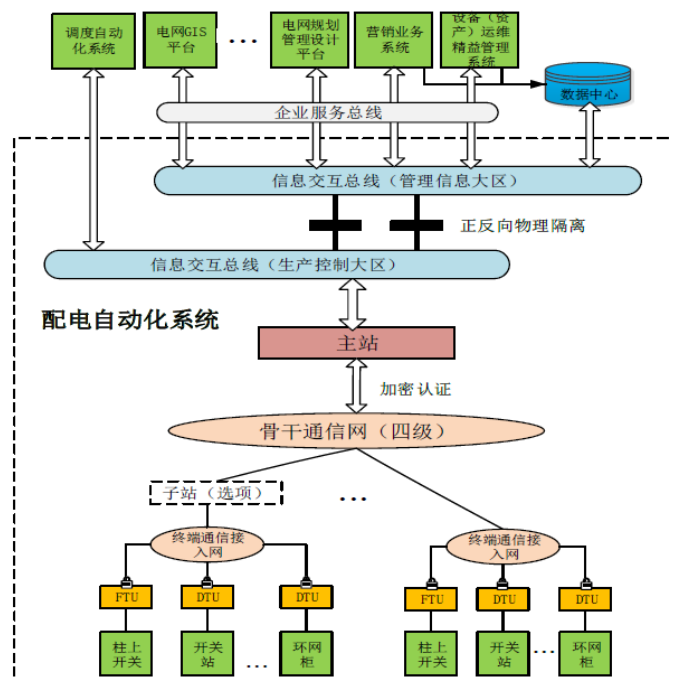 调度自动
化系统
电网GIS
平台
...
电网规划
管理设计
平台
营销业务
系统
设备（资
产）运维
精益管理
系统
数据中心
企业服务总线
信息交互总线（管理信息大区）
正反向物理隔离
信息交互总线（生产控制大区）
配电自动化系统
主站
加密认证
骨干通信网（四级）
子站（选项）
...
终端通信接
入网
终端通信接
入网
FTU
DTU
DTU
FTU
DTU
DTU
柱上
开关
开关
站
...
环网
柜
柱上
开关
开关
站
...
环网
柜